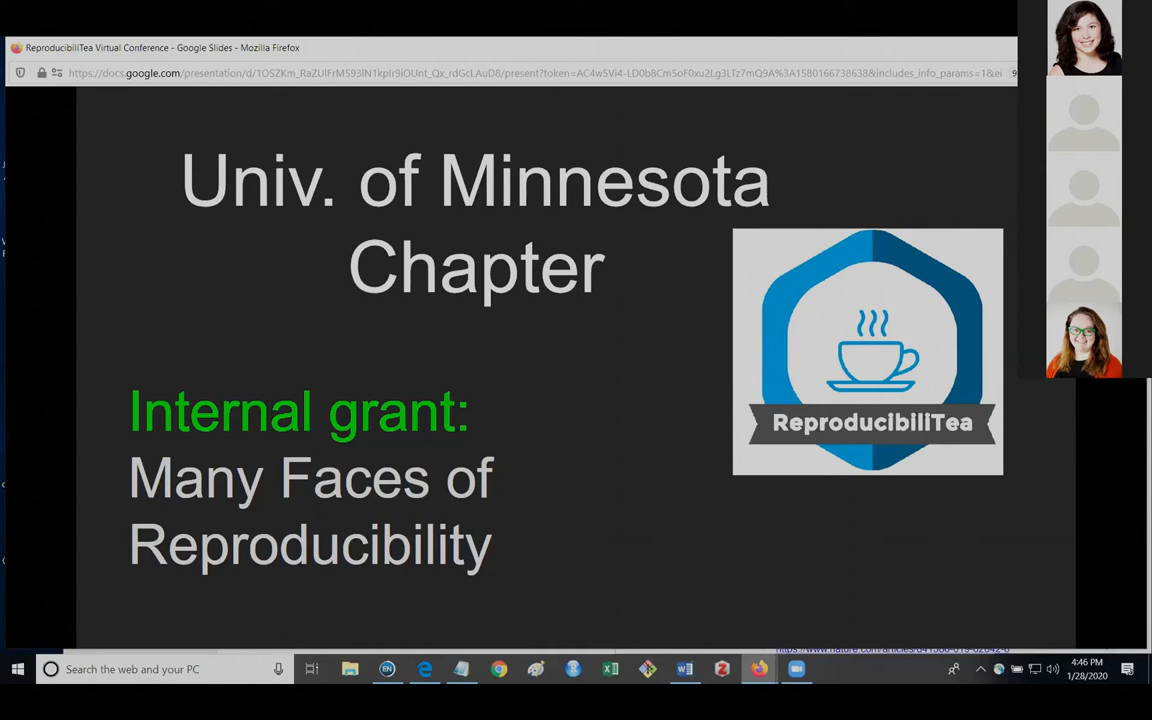 ReproducibiliTea Virtual Conference - Google Slides - Mozilla Firefox
Univ. of Minnesota
Chapter
ReproducibiliTea
Internal grant:
Many Faces of
Reproducibility
Search the web and your PC
4:46 PM
1/28/2020